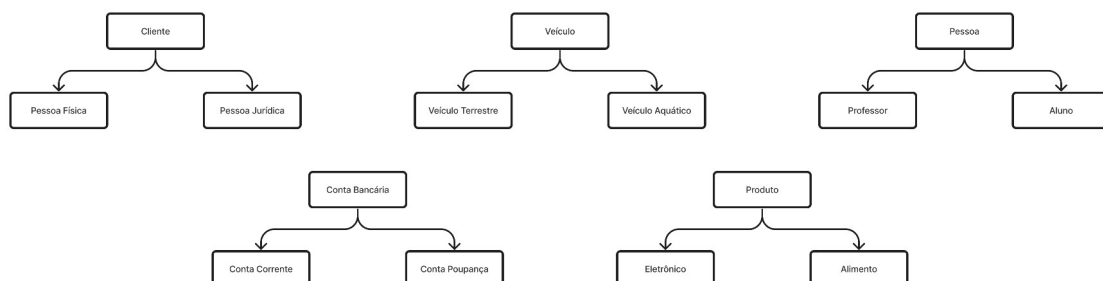 Cliente
Veículo
Pessoa
Pessoa Física
Pessoa Jurídica
Veículo Terrestre
Veículo Aquático
Professor
Aluno
Conta Bancária
Produto
Conta Corrente
Conta Poupança
Eletrônico
Alimento